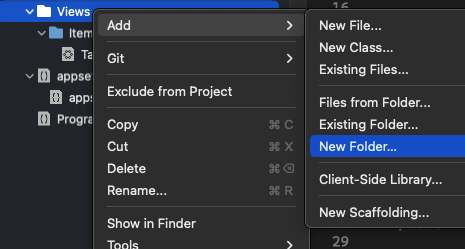 Views
Item
Ta
appset
apps
Progra
Add
Git
Exclude from Project
Copy ⌘ C
Cut ⌘ X
Delete ⌘ ⌫
Rename... ⌘ R
Show in Finder
Tools
New File...
New Class...
Existing Files...
Files from Folder...
Existing Folder...
New Folder...
Client-Side Library...
New Scaffolding...
16
29